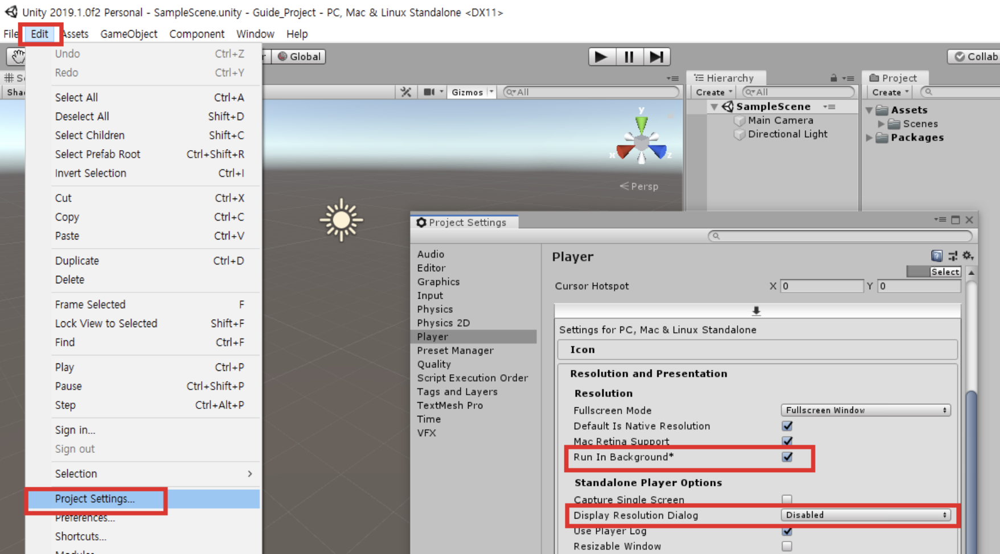 Unity 2019.1.0f2 Personal - SampleScene.unity - Guide_Project - PC, Mac & Linux Standalone <DX11>
File Edit Assets GameObject Component Window Help
Global
Collab
Hierarchy
Project
Gizmos
All
Create
All
Create
Undo Ctrl+Z
Redo Ctrl+Y
Select All Ctrl+A
Deselect All Shift+D
Select Children Shift+C
Select Prefab Root Ctrl+Shift+R
Invert Selection Ctrl+I
Cut Ctrl+X
Copy Ctrl+C
Paste Ctrl+V
Duplicate Ctrl+D
Delete
Frame Selected F
Lock View to Selected Shift+F
Find Ctrl+F
Play Ctrl+P
Pause Ctrl+Shift+P
Step Ctrl+Alt+P
Sign in...
Sign out
Selection
Project Settings...
Preferences...
Shortcuts...
y
x
z
Persp
SampleScene
Main Camera
Directional Light
Assets
Scenes
Packages
Project Settings
Audio
Editor
Graphics
Input
Physics
Physics 2D
Player
Preset Manager
Quality
Script Execution Order
Tags and Layers
TextMesh Pro
Time
VFX
Player
Select
Cursor Hotspot X 0 Y 0
Settings for PC, Mac & Linux Standalone
Icon
Resolution and Presentation
Resolution
Fullscreen Mode Fullscreen Window
Default Is Native Resolution
Mac Retina Support
Run In Background*
Standalone Player Options
Capture Single Screen
Display Resolution Dialog Disabled
Use Player Log
Resizable Window